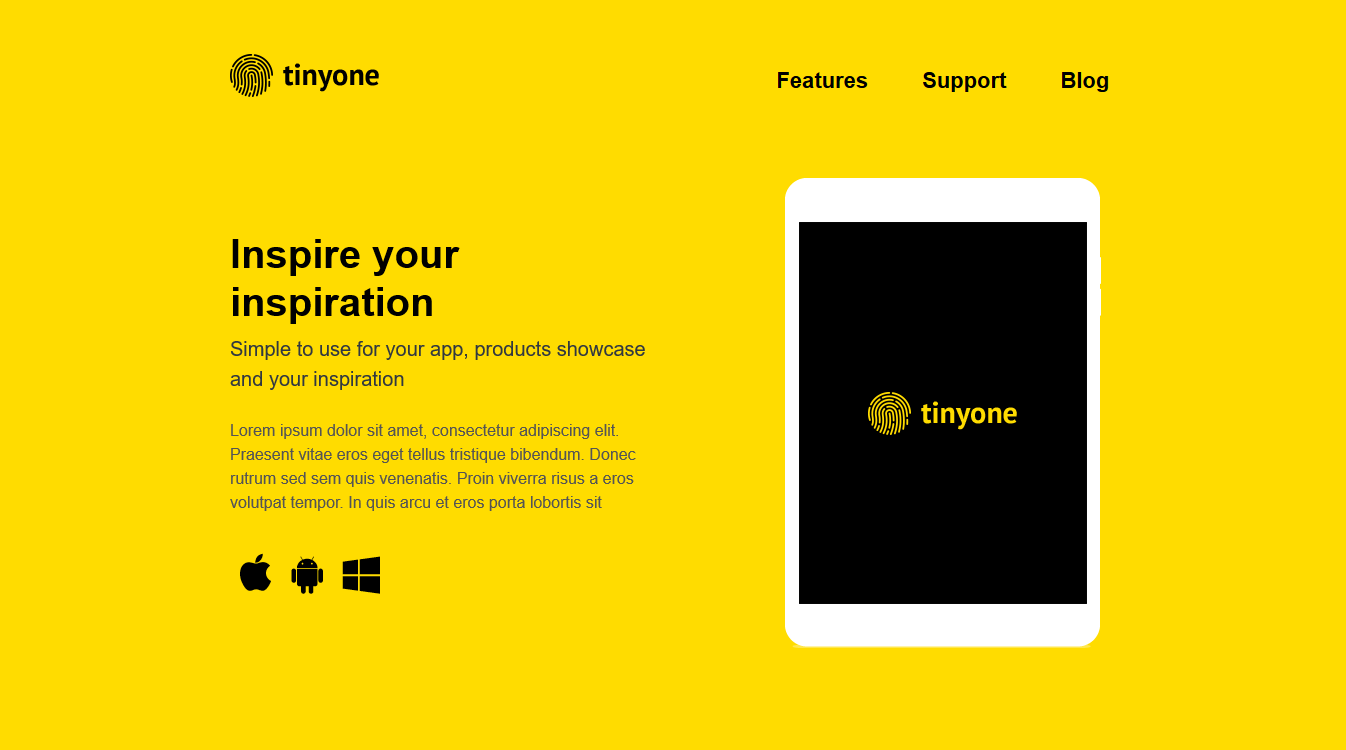 tinyone
Features Support Blog
Inspire your
inspiration
Simple to use for your app, products showcase
and your inspiration
Lorem ipsum dolor sit amet, consectetur adipiscing elit.
Praesent vitae eros eget tellus tristique bibendum. Donec
rutrum sed sem quis venenatis. Proin viverra risus a eros
volutpat tempor. In quis arcu et eros porta lobortis sit
tinyone